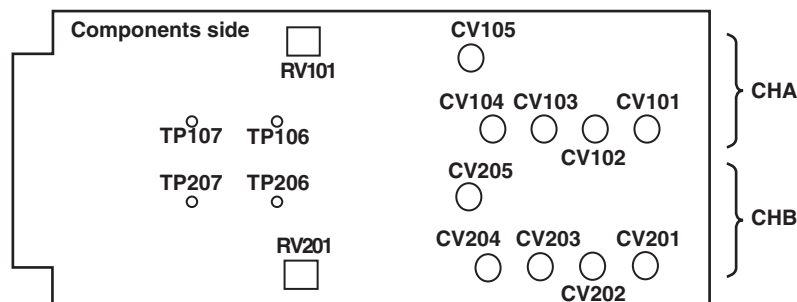 Components side
CV105
RV101
CHA
CV104 CV103 CV101
TP107 TP106
CV102
TP207 TP206
CV205
CHB
RV201
CV204 CV203 CV201
CV202